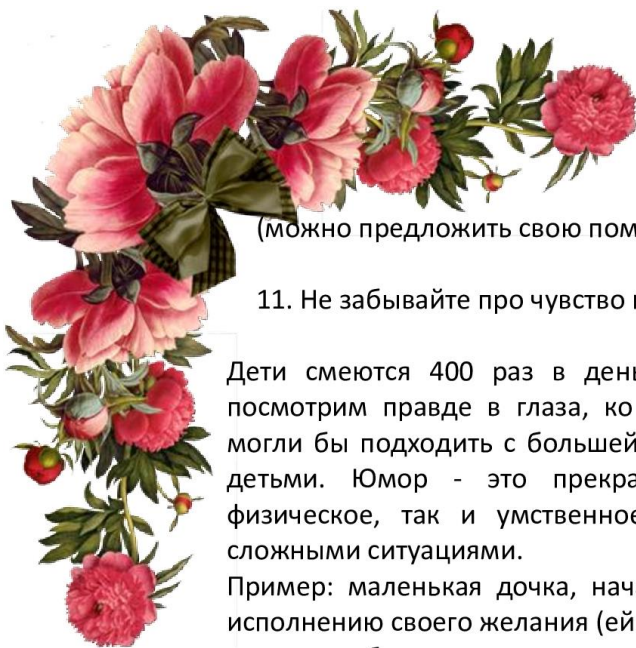 (можно предложить свою пом
11. Не забывайте про чувство
Дети смеются 400 раз в день
посмотрим правде в глаза, ко
могли бы подходить с большей
детьми. Юмор - это прекра
физическое, так и умственное
сложными ситуациями.
Пример: маленькая дочка, нач
исполнению своего желания (ей